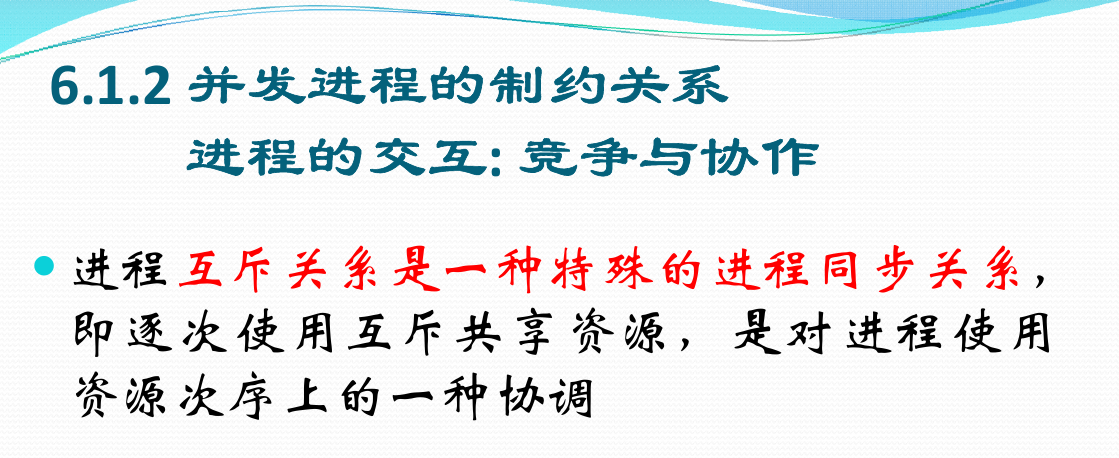 6.1.2 并发进程的制约关系
进程的交互: 竞争与协作
进程互斥关系是一种特殊的进程同步关系，
即逐次使用互斥共享资源，是对进程使用
资源次序上的一种协调